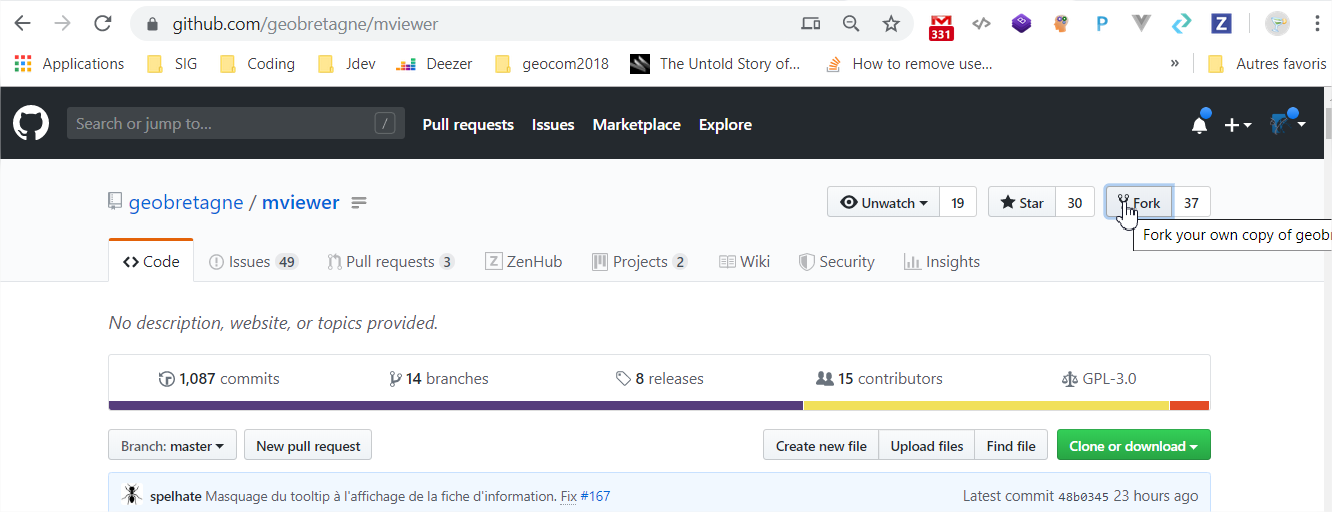 github.com/geobretagne/mviewer
331
P
Z
Applications SIG Coding Jdev Deezer geocom2018 The Untold Story of... How to remove use... » Autres favoris
Search or jump to... / Pull requests Issues Marketplace Explore
geobretagne / mviewer
Unwatch 19 Star 30 Fork 37
Fork your own copy of geobr
Code Issues 49 Pull requests 3 ZenHub Projects 2 Wiki Security Insights
No description, website, or topics provided.
1,087 commits 14 branches 8 releases 15 contributors GPL-3.0
Branch: master New pull request Create new file Upload files Find file Clone or download
spelhate Masquage du tooltip à l'affichage de la fiche d'information. Fix #167 Latest commit 48b0345 23 hours ago